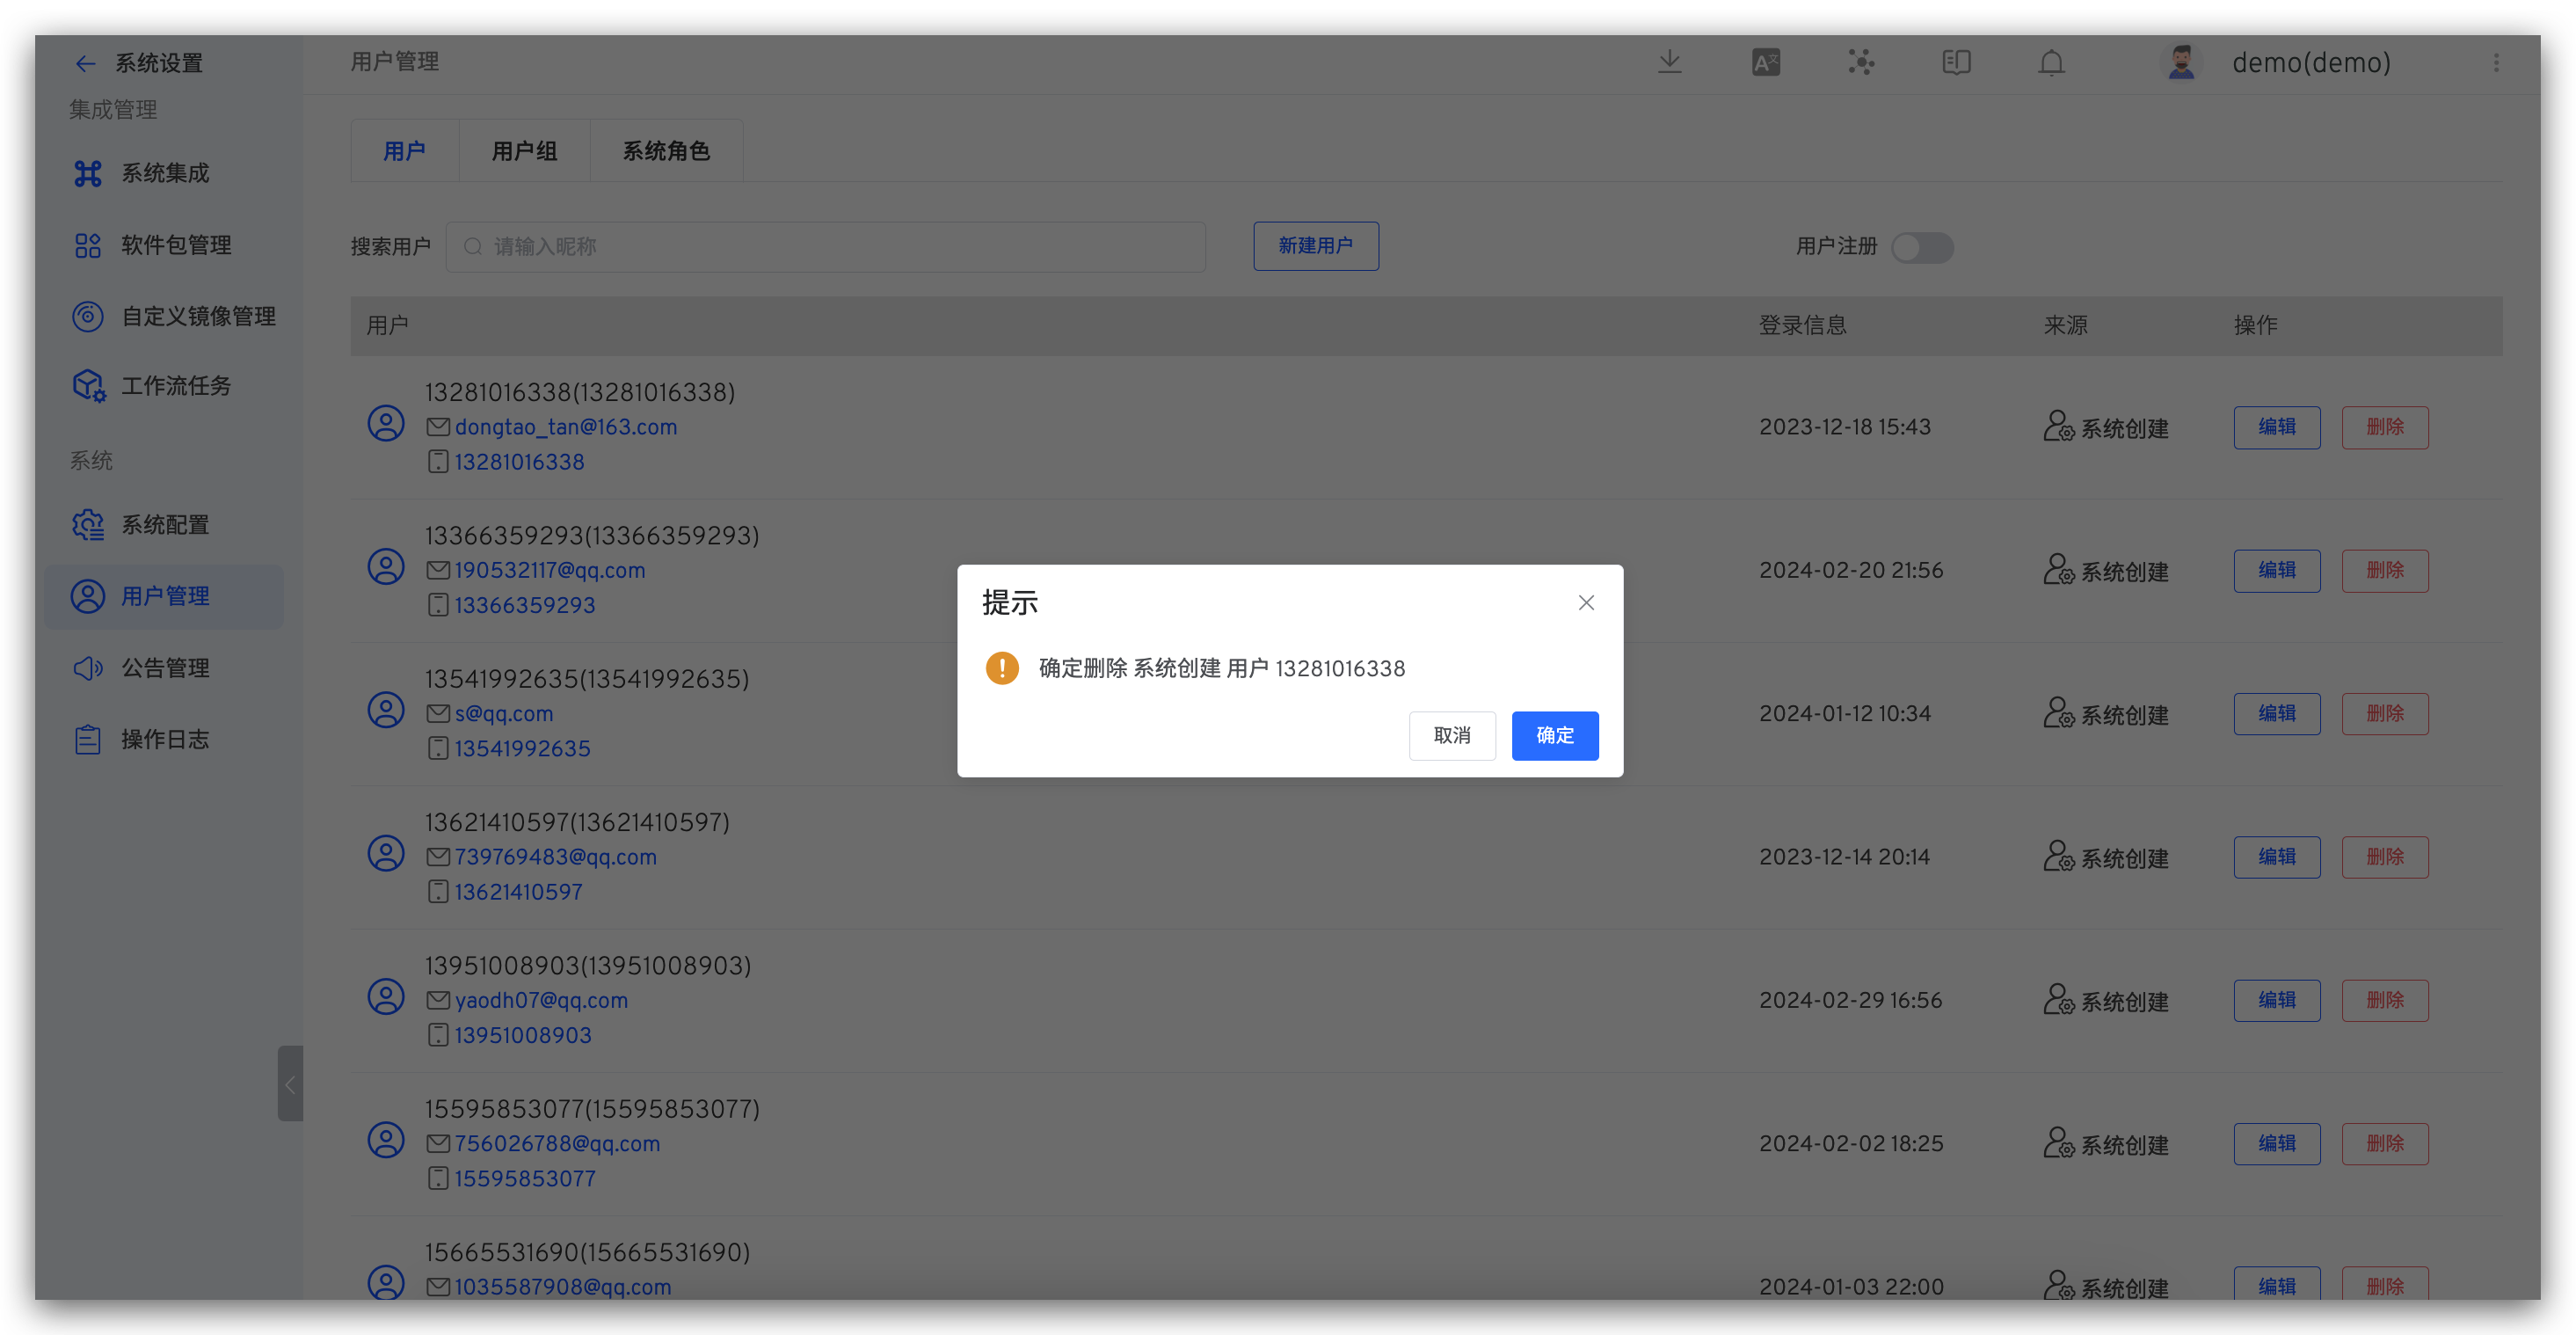 系统设置
集成管理
系统集成
软件包管理
自定义镜像管理
工作流任务
系统
系统配置
用户管理
公告管理
操作日志
用户管理
demo(demo)
用户 用户组 系统角色
搜索用户 请输入昵称 新建用户 用户注册
用户 登录信息 来源 操作
13281016338(13281016338)
dongtao_tan@163.com 2023-12-18 15:43 系统创建 编辑 删除
13281016338
13366359293(13366359293)
190532117@qq.com 2024-02-20 21:56 系统创建 编辑 删除
13366359293
13541992635(13541992635)
s@qq.com 2024-01-12 10:34 系统创建 编辑 删除
13541992635
13621410597(13621410597)
739769483@qq.com 2023-12-14 20:14 系统创建 编辑 删除
13621410597
13951008903(13951008903)
yaodh07@qq.com 2024-02-29 16:56 系统创建 编辑 删除
13951008903
15595853077(15595853077)
756026788@qq.com 2024-02-02 18:25 系统创建 编辑 删除
15595853077
15665531690(15665531690)
1035587908@qq.com 2024-01-03 22:00 系统创建 编辑 删除
提示
确定删除 系统创建 用户 13281016338
取消 确定